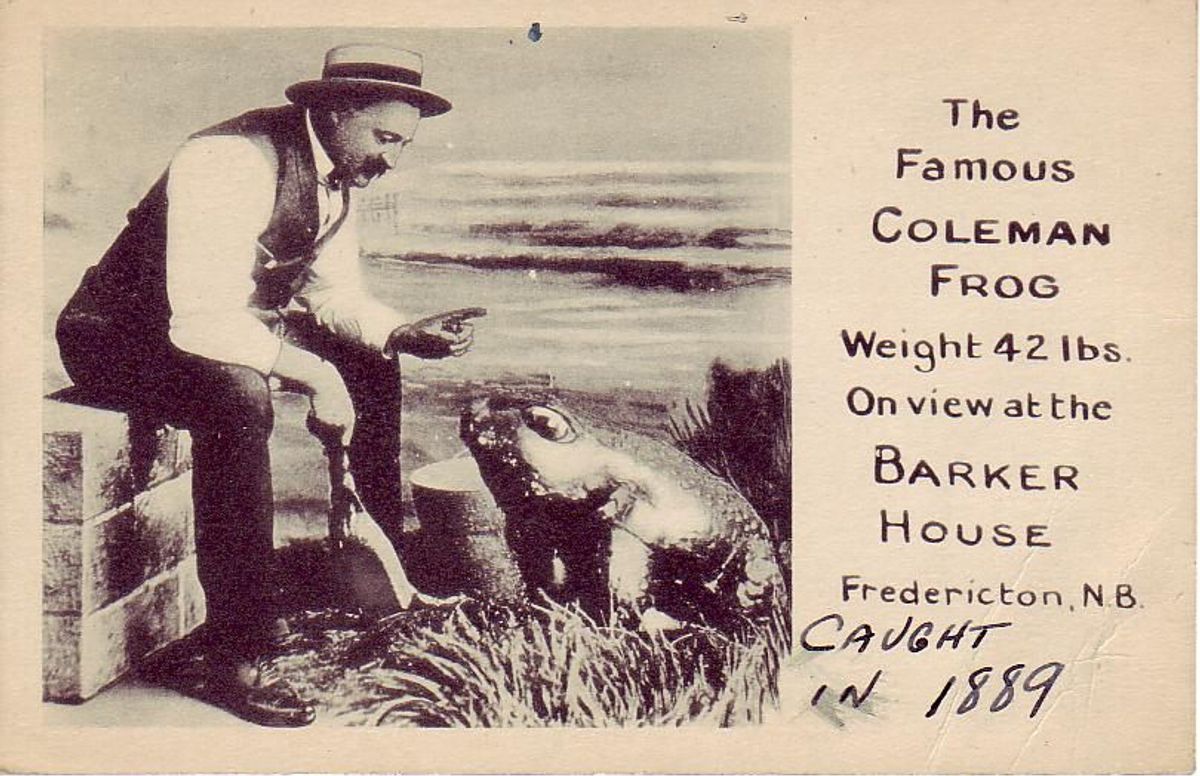 The
Famous
COLEMAN
FROG
Weight 42 lbs.
On view at the
BARKER
HOUSE
Fredericton, N.B.
CAUGHT
IN 1889